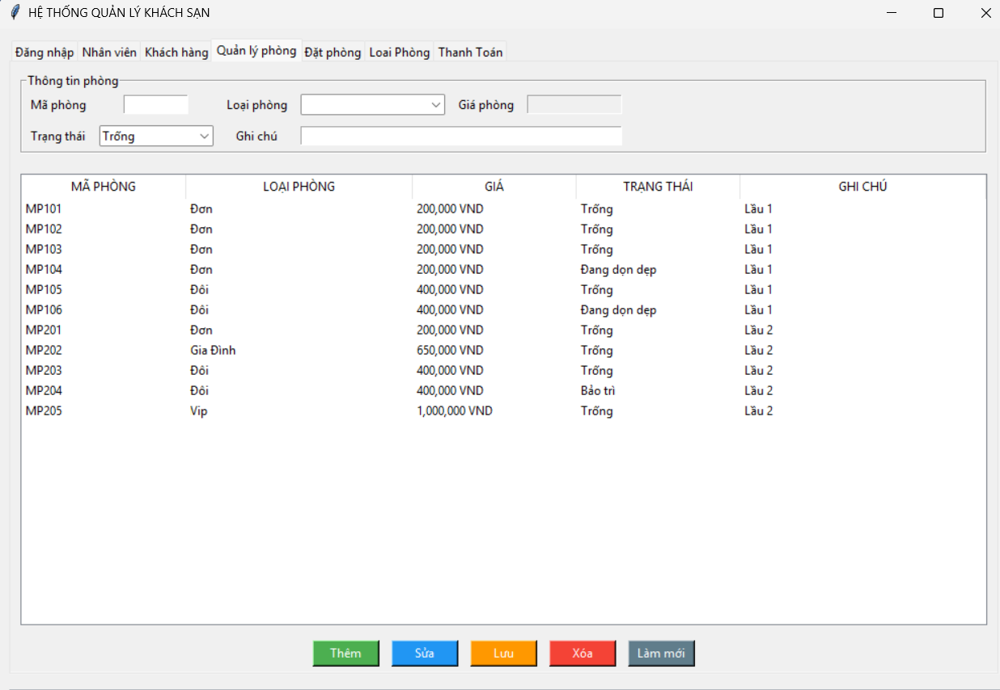 HỆ THỐNG QUẢN LÝ KHÁCH SẠN
Đăng nhập Nhân viên Khách hàng Quản lý phòng Đặt phòng Loai Phòng Thanh Toán
Thông tin phòng
Mã phòng Loại phòng Giá phòng
Trạng thái Trống Ghi chú
MÃ PHÒNG LOẠI PHÒNG GIÁ TRẠNG THÁI GHI CHÚ
MP101 Đơn 200,000 VND Trống Lầu 1
MP102 Đơn 200,000 VND Trống Lầu 1
MP103 Đơn 200,000 VND Trống Lầu 1
MP104 Đơn 200,000 VND Đang dọn dẹp Lầu 1
MP105 Đôi 400,000 VND Trống Lầu 1
MP106 Đôi 400,000 VND Đang dọn dẹp Lầu 1
MP201 Đơn 200,000 VND Trống Lầu 2
MP202 Gia Đình 650,000 VND Trống Lầu 2
MP203 Đôi 400,000 VND Trống Lầu 2
MP204 Đôi 400,000 VND Bảo trì Lầu 2
MP205 Vip 1,000,000 VND Trống Lầu 2
Thêm Sửa Lưu Xóa Làm mới